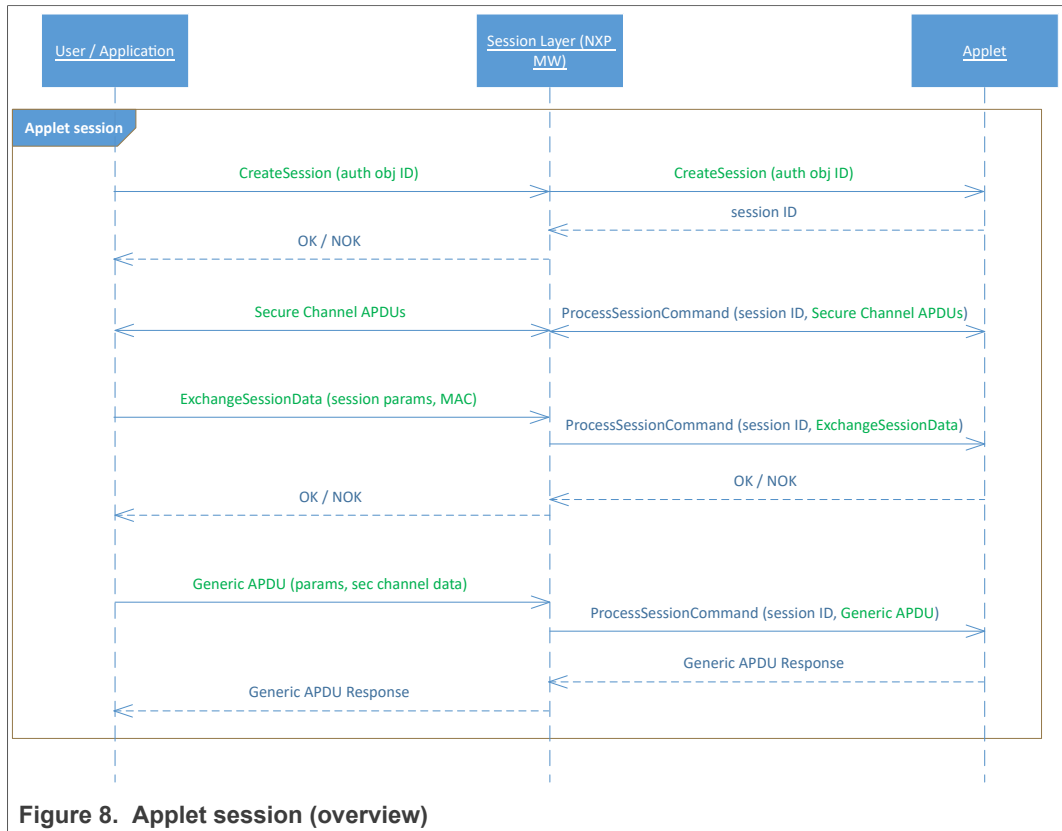 User / Application
Session Layer (NXP
MW)
Applet
Applet session
CreateSession (auth obj ID)
CreateSession (auth obj ID)
session ID
OK / NOK
Secure Channel APDUs
ProcessSessionCommand (session ID, Secure Channel APDUs)
ExchangeSessionData (session params, MAC)
ProcessSessionCommand (session ID, ExchangeSessionData)
OK / NOK
OK / NOK
Generic APDU (params, sec channel data)
ProcessSessionCommand (session ID, Generic APDU)
Generic APDU Response
Generic APDU Response
Figure 8. Applet session (overview)